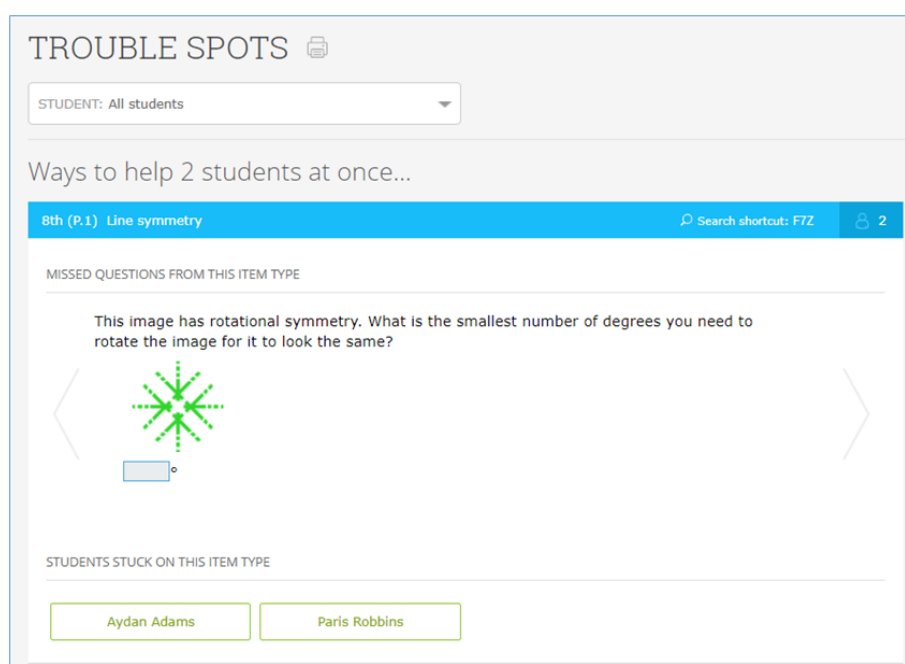 TROUBLE SPOTS
STUDENT: All students
Ways to help 2 students at once...
8th (P.1) Line symmetry Search shortcut: F7Z 2
MISSED QUESTIONS FROM THIS ITEM TYPE
This image has rotational symmetry. What is the smallest number of degrees you need to
rotate the image for it to look the same?
°
STUDENTS STUCK ON THIS ITEM TYPE
Aydan Adams Paris Robbins